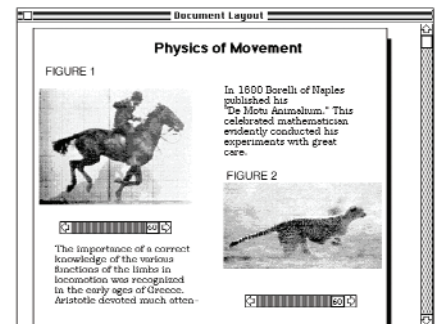 Document Layout
Physics of Movement
FIGURE 1
60
The importance of a correct
knowledge of the various
functions of the limbs in
locomotion was recognized
in the early ages of Greece.
Aristotle devoted much atten-
In 1600 Borelli of Naples
published his
"De Motu Animalium." This
celebrated mathematician
evidently conducted his
experiments with great
care.
FIGURE 2
60